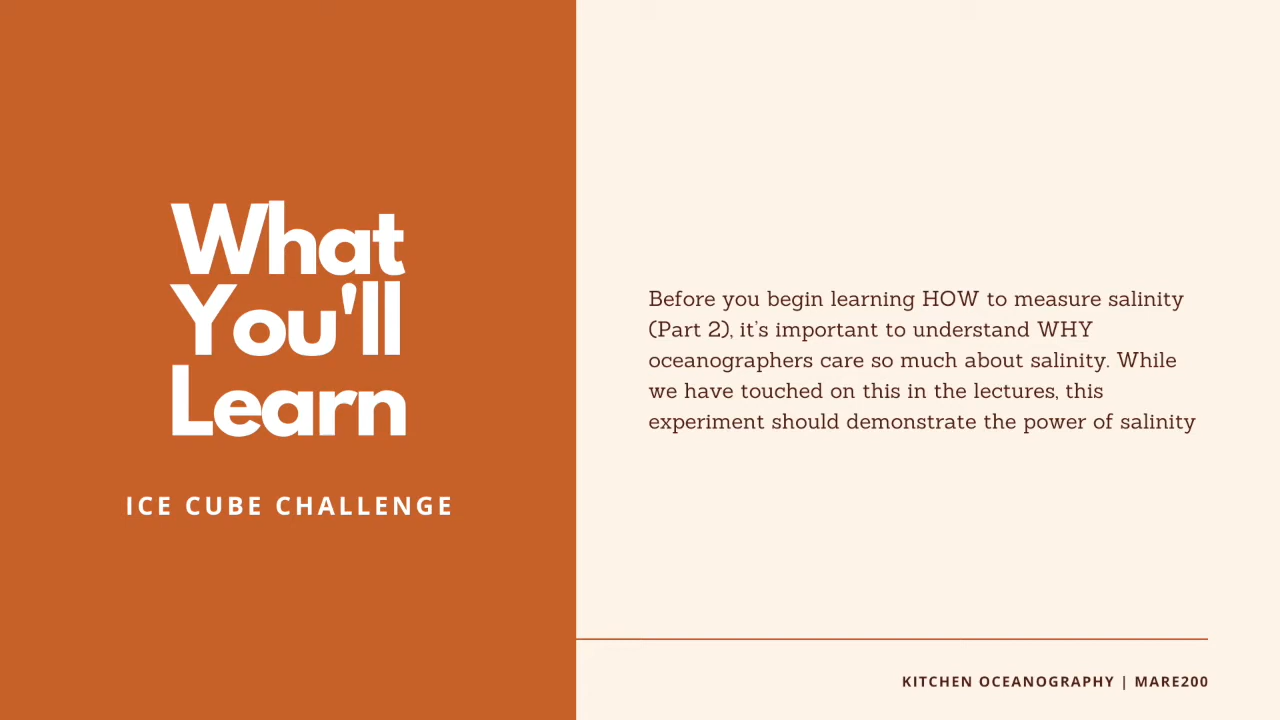 What
You'll
Learn
ICE CUBE CHALLENGE
Before you begin learning HOW to measure salinity
(Part 2), it's important to understand WHY
oceanographers care so much about salinity. While
we have touched on this in the lectures, this
experiment should demonstrate the power of salinity
KITCHEN OCEANOGRAPHY | MARE200